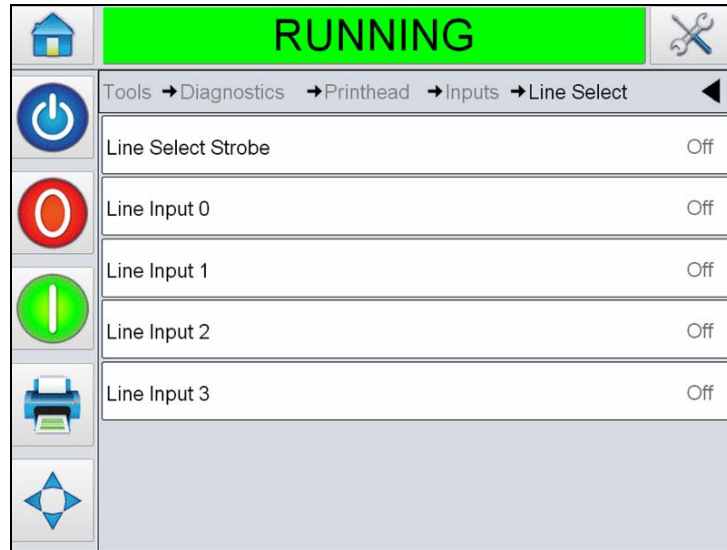 RUNNING
Tools ➔Diagnostics ➔Printhead ➔Inputs ➔Line Select
Line Select Strobe Off
Line Input 0 Off
Line Input 1 Off
Line Input 2 Off
Line Input 3 Off